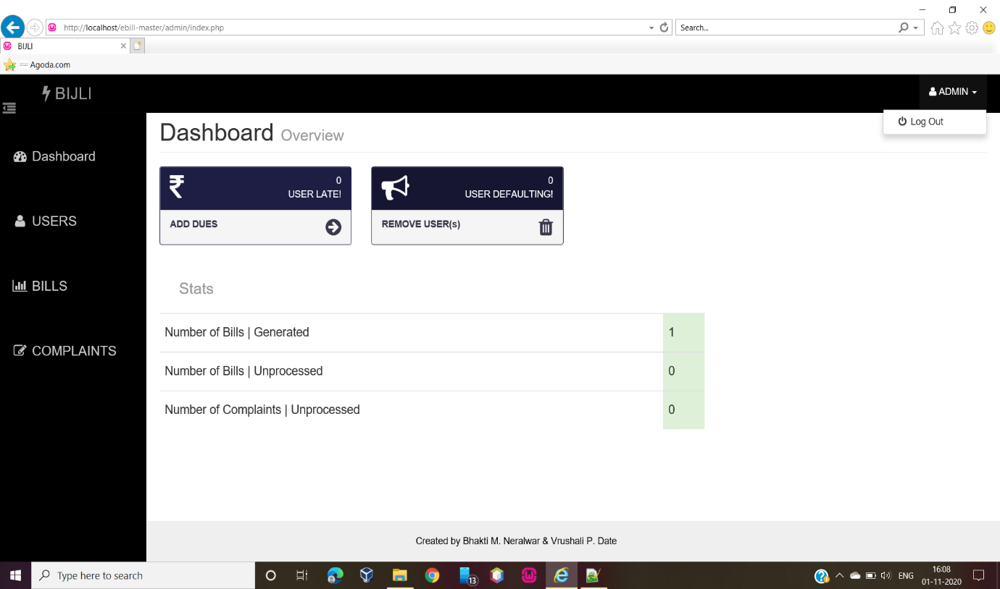 http://localhost/ebill-master/admin/index.php
Search...
BIJLI
Agoda.com
BIJLI
ADMIN
Log Out
Dashboard Overview
Dashboard
USERS
BILLS
COMPLAINTS
0
USER LATE!
ADD DUES
0
USER DEFAULTING!
REMOVE USER(s)
Stats
Number of Bills | Generated 1
Number of Bills | Unprocessed 0
Number of Complaints | Unprocessed 0
Created by Bhakti M. Neralwar & Vrushali P. Date
Type here to search
13
ENG
16:08
01-11-2020